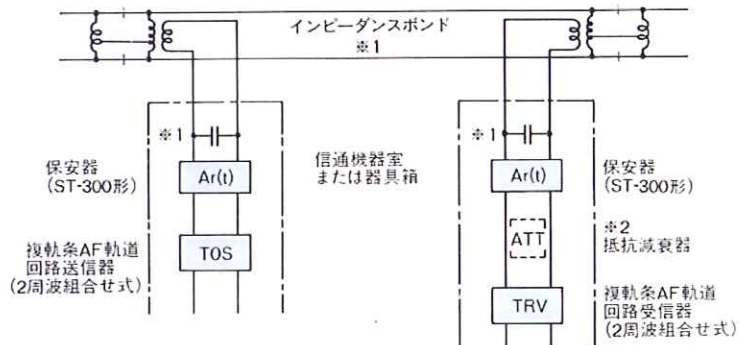 インピーダンスボンド
※1
※1
※1
信通機器室
または器具箱
保安器
(ST-300形)
Ar(t)
Ar(t)
保安器
(ST-300形)
ATT
※2
抵抗減衰器
複軌条AF軌道
回路送信器
(2周波組合せ式)
TOS
TRV
複軌条AF軌道
回路受信器
(2周波組合せ式)